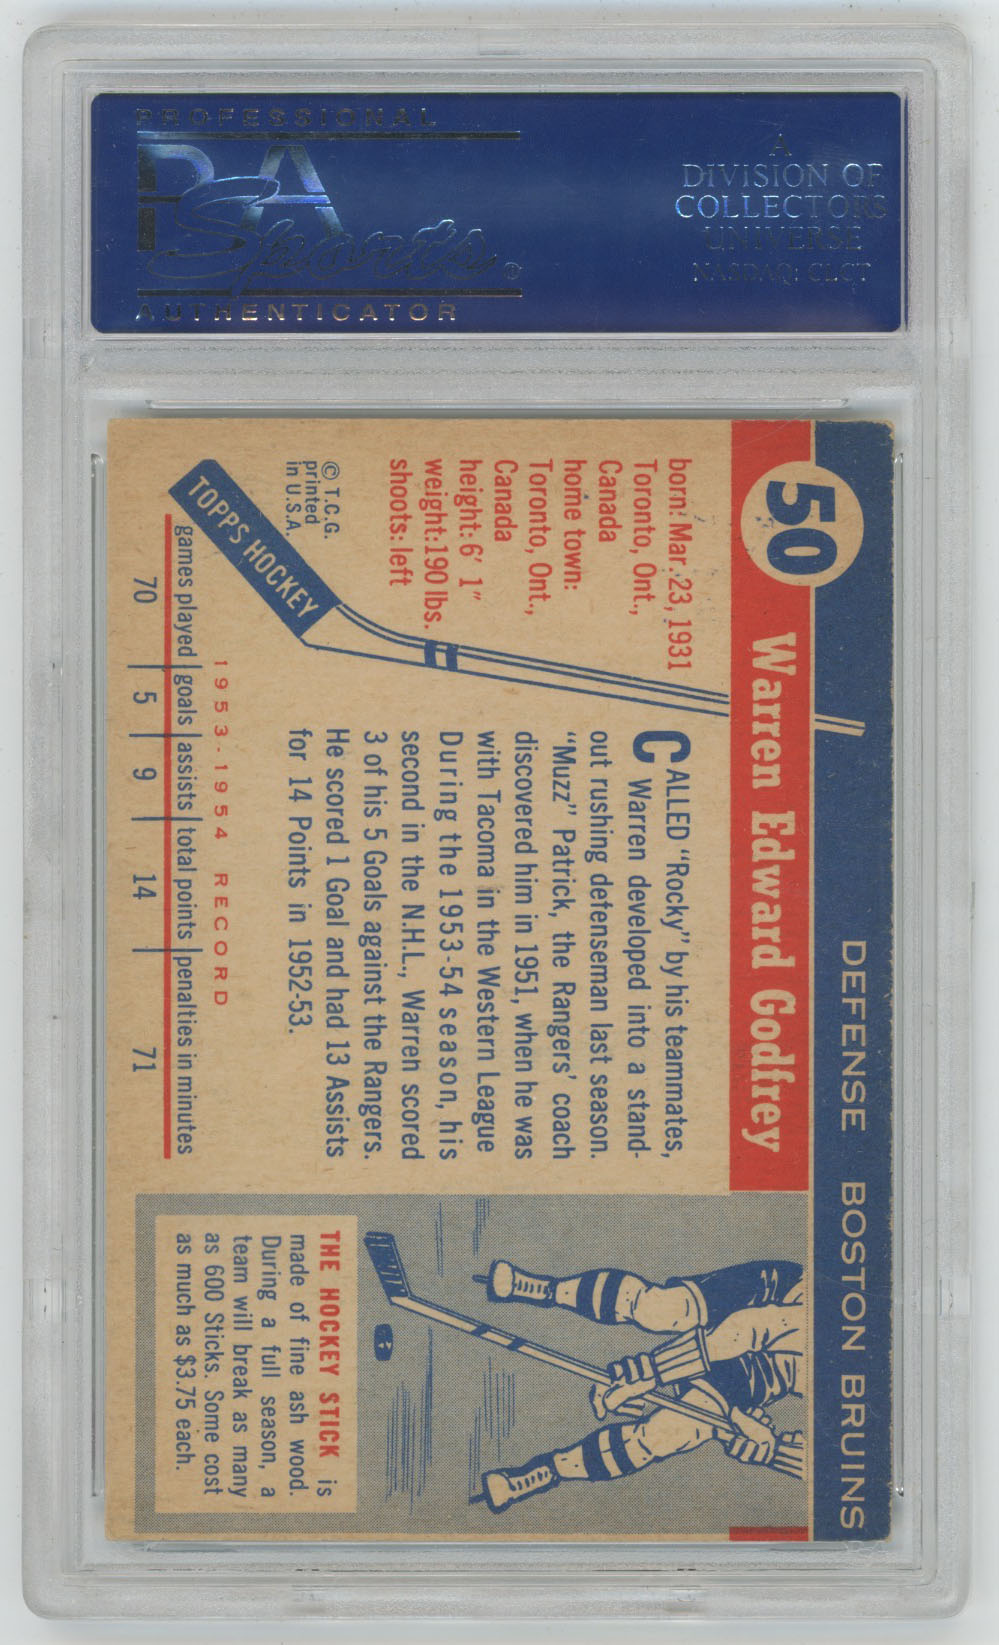 PROFESSIONAL
PSA
Sports®
AUTHENTICATOR
A
DIVISION OF
COLLECTORS
UNIVERSE
NASDAQ: CLCT
DEFENSE BOSTON BRUINS
50
Warren Edward Godfrey
born: Mar. 23, 1931
Toronto, Ont.,
Canada
home town:
Toronto, Ont.,
Canada
height: 6' 1"
weight: 190 lbs.
shoots: left
© T.C.G.
printed
in U.S.A.
TOPPS HOCKEY
CALLED "Rocky" by his teammates,
Warren developed into a stand-
out rushing defenseman last season.
"Muzz" Patrick, the Rangers' coach
discovered him in 1951, when he was
with Tacoma in the Western League
During the 1953-54 season, his
second in the N.H.L., Warren scored
3 of his 5 Goals against the Rangers.
He scored 1 Goal and had 13 Assists
for 14 Points in 1952-53.
1953-1954 RECORD
games played goals assists total points penalties in minutes
70 5 9 14 71
THE HOCKEY STICK is
made of fine ash wood.
During a full season, a
team will break as many
as 600 Sticks. Some cost
as much as $3.75 each.